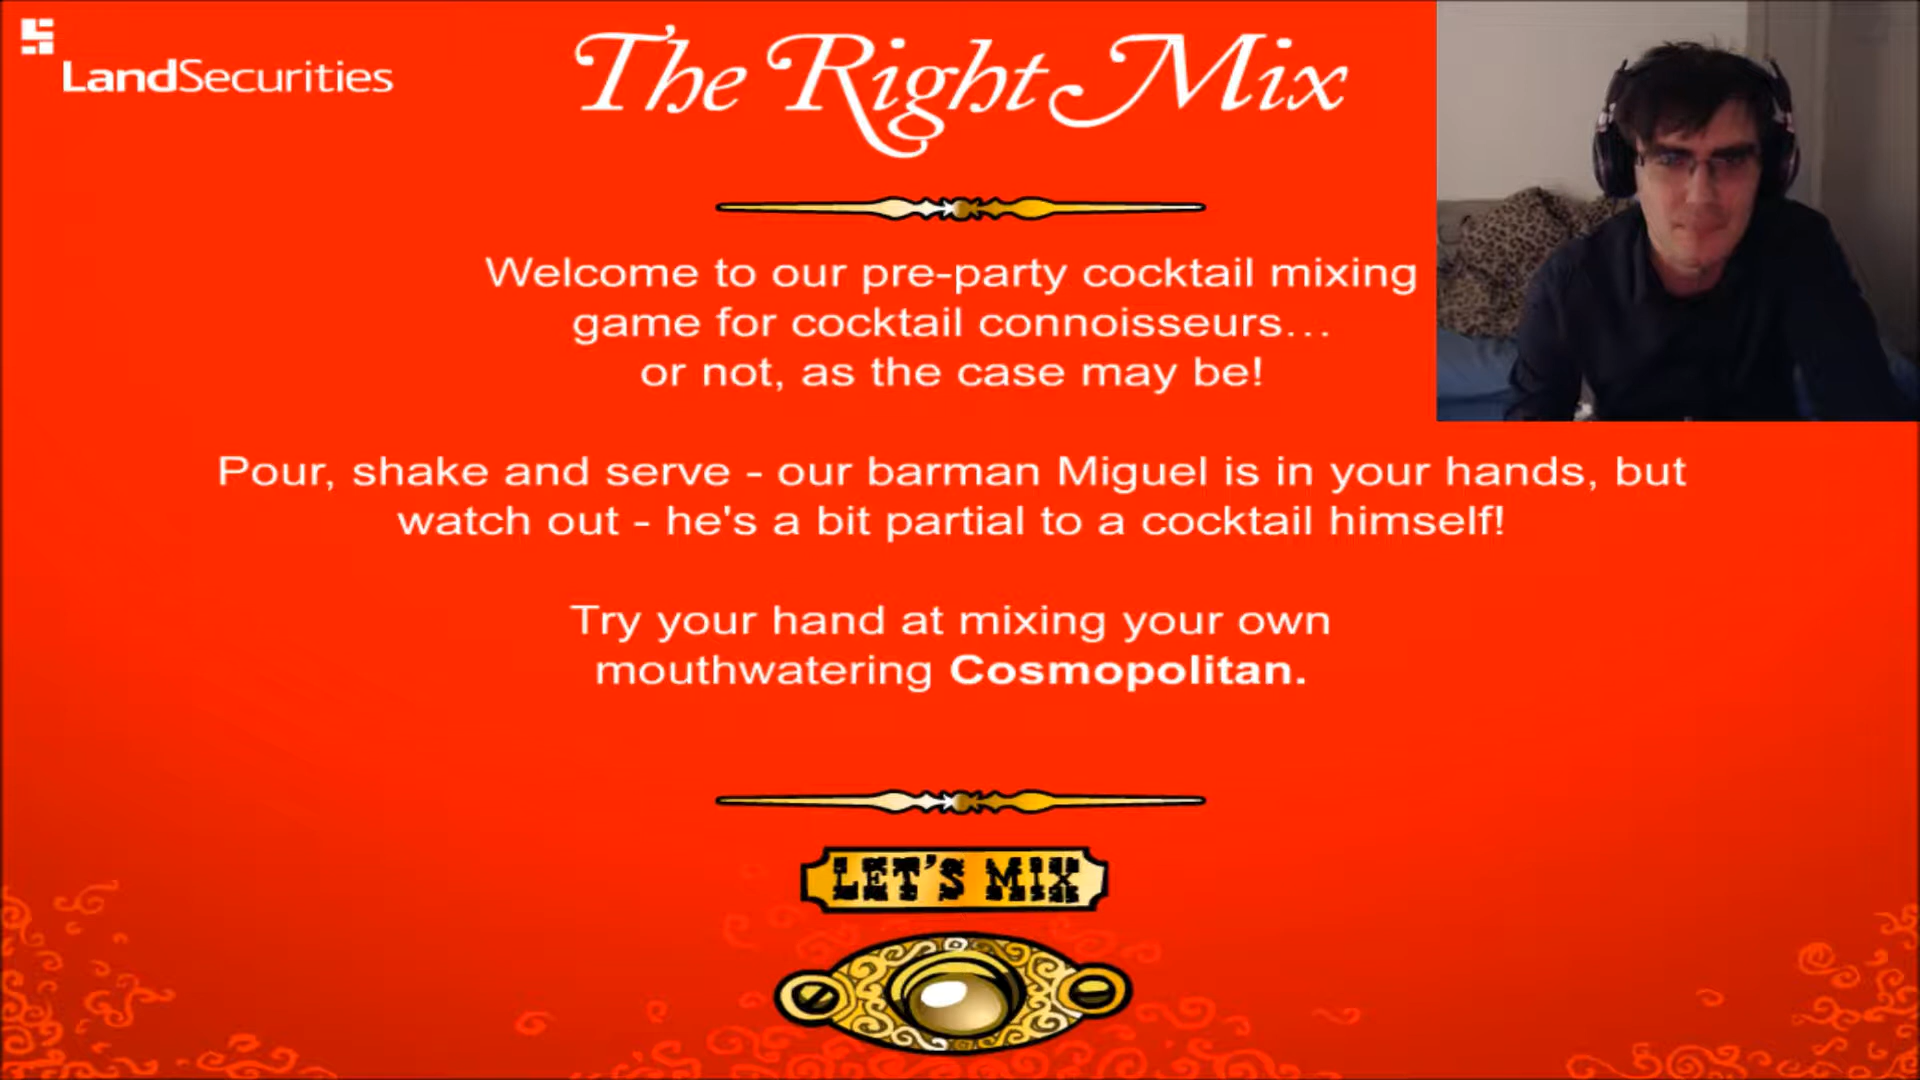 LandSecurities
The Right Mix
Welcome to our pre-party cocktail mixing
game for cocktail connoisseurs...
or not, as the case may be!
Pour, shake and serve - our barman Miguel is in your hands, but
watch out - he's a bit partial to a cocktail himself!
Try your hand at mixing your own
mouthwatering Cosmopolitan.
LET'S MIX